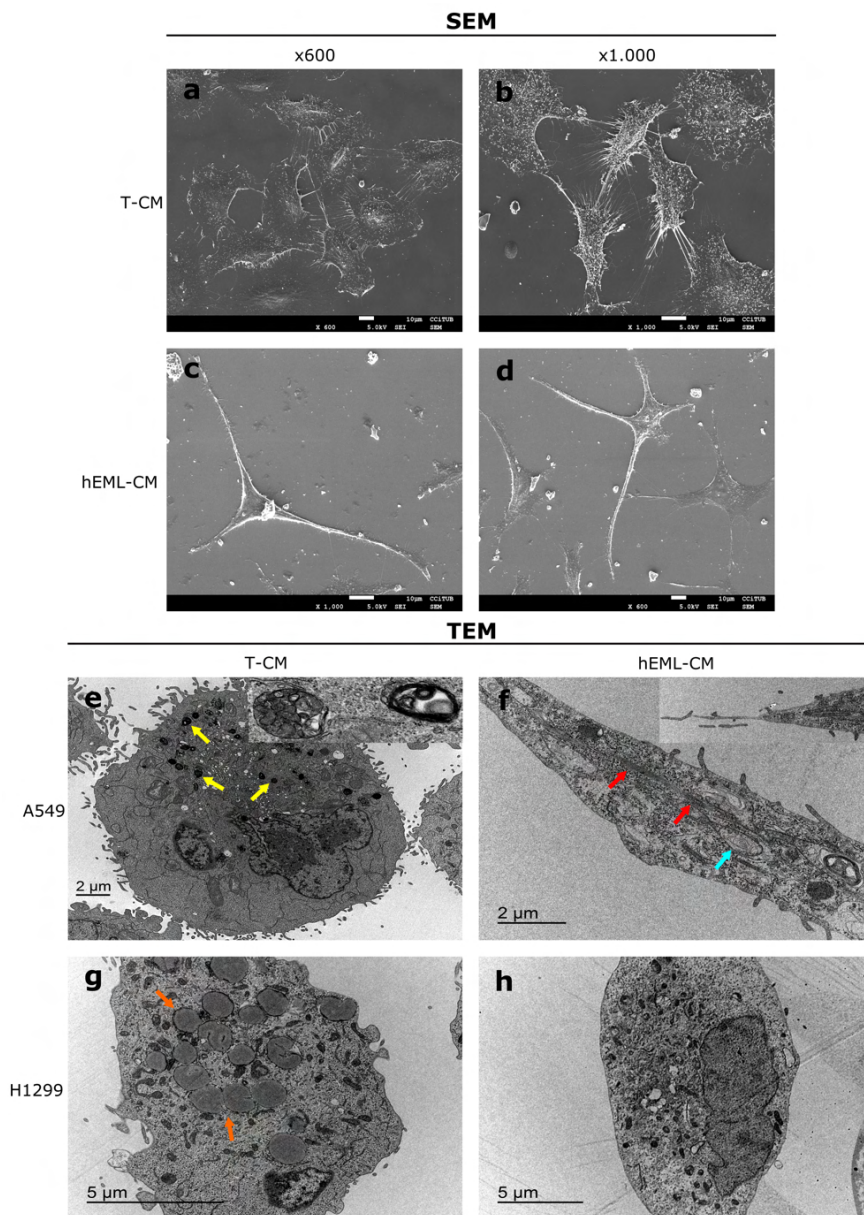 SEM
x600 x1.000
a b
T-CM
10µm CCiTUB 10µm CCiTUB
X 600 5.0kV SEI SEM X 1,000 5.0kV SEI SEM
c d
hEML-CM
10µm CCiTUB 10µm CCiTUB
X 1,000 5.0kV SEI SEM X 600 5.0kV SEI SEM
TEM
T-CM hEML-CM
e f
A549
2 µm 2 µm
g h
H1299
5 µm 5 µm